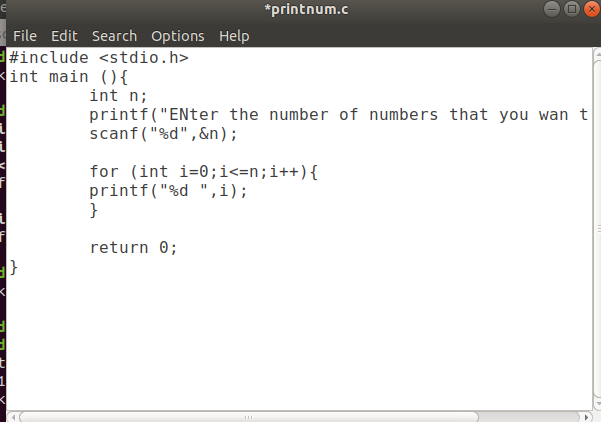 *printnum.c
File Edit Search Options Help
#include <stdio.h>
int main (){
        int n;
        printf("ENter the number of numbers that you wan t
        scanf("%d",&n);
        for (int i=0;i<=n;i++){
        printf("%d ",i);
        }
        return 0;
}